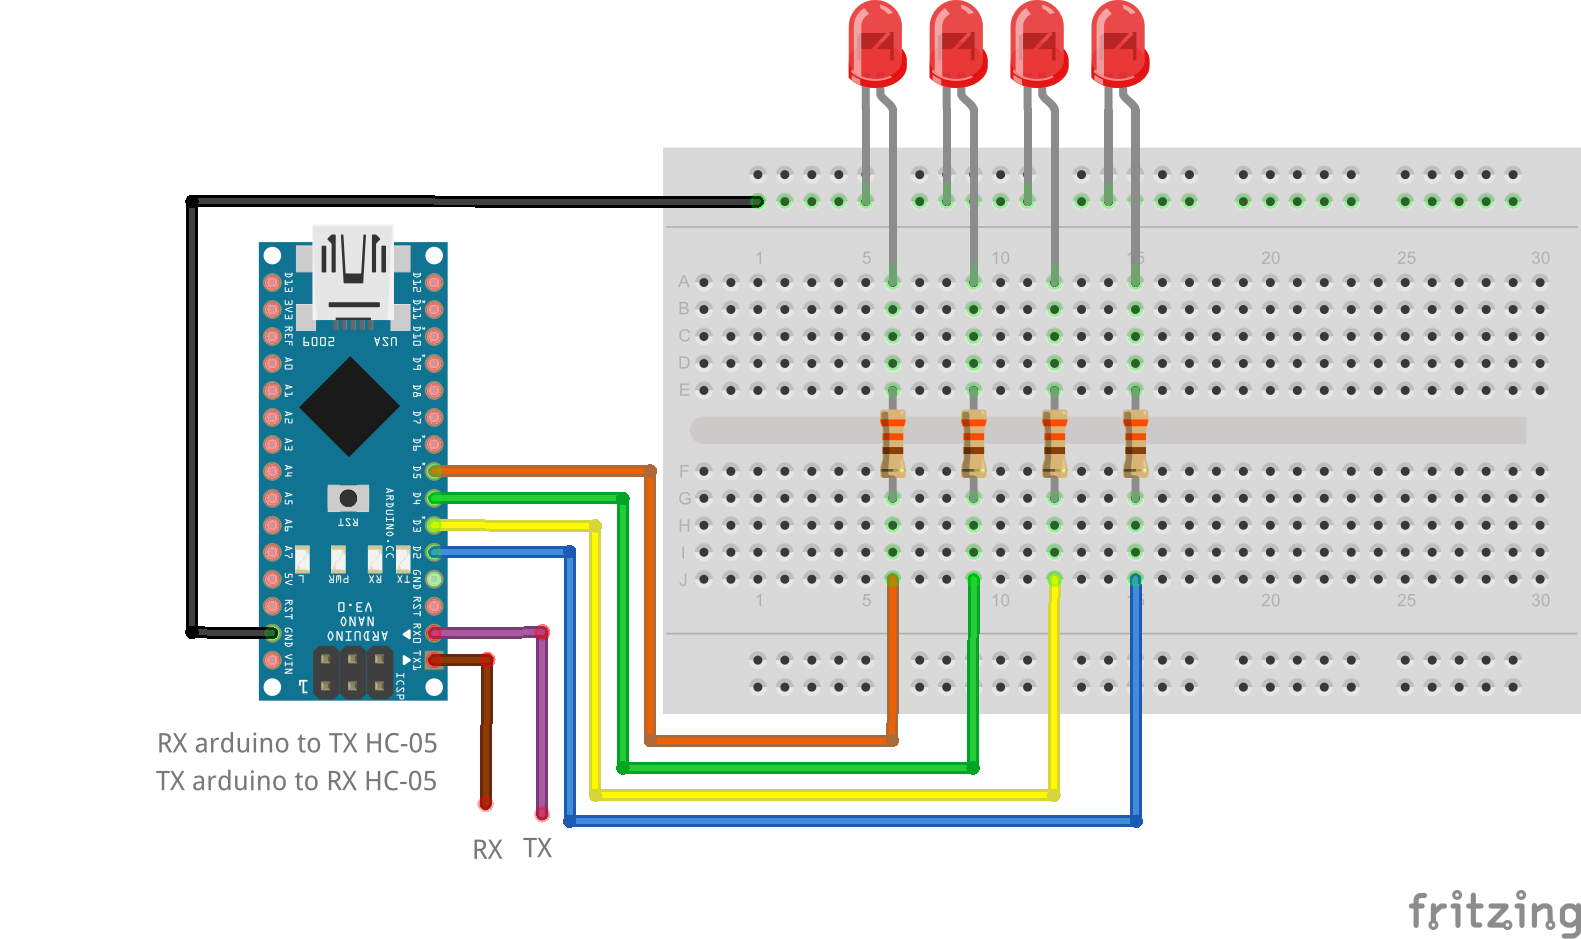 1 5 10 15 20 25 30
A
B
C
D
E
F
G
H
I
J
1 5 10 15 20 25 30
D13
3V3
REF
A0
A1
A2
A3
A4
A5
A6
A7
5V
RST
GND
VIN
D12
D11
D10
D9
D8
D7
D6
D5
D4
D3
D2
GND
RST
RX0
TX1
6002 USA
RST
ARDUINO.CC
L PWR RX TX
ARDUINO
NANO
V3.0
1
ICSP
RX arduino to TX HC-05
TX arduino to RX HC-05
RX TX
fritzing